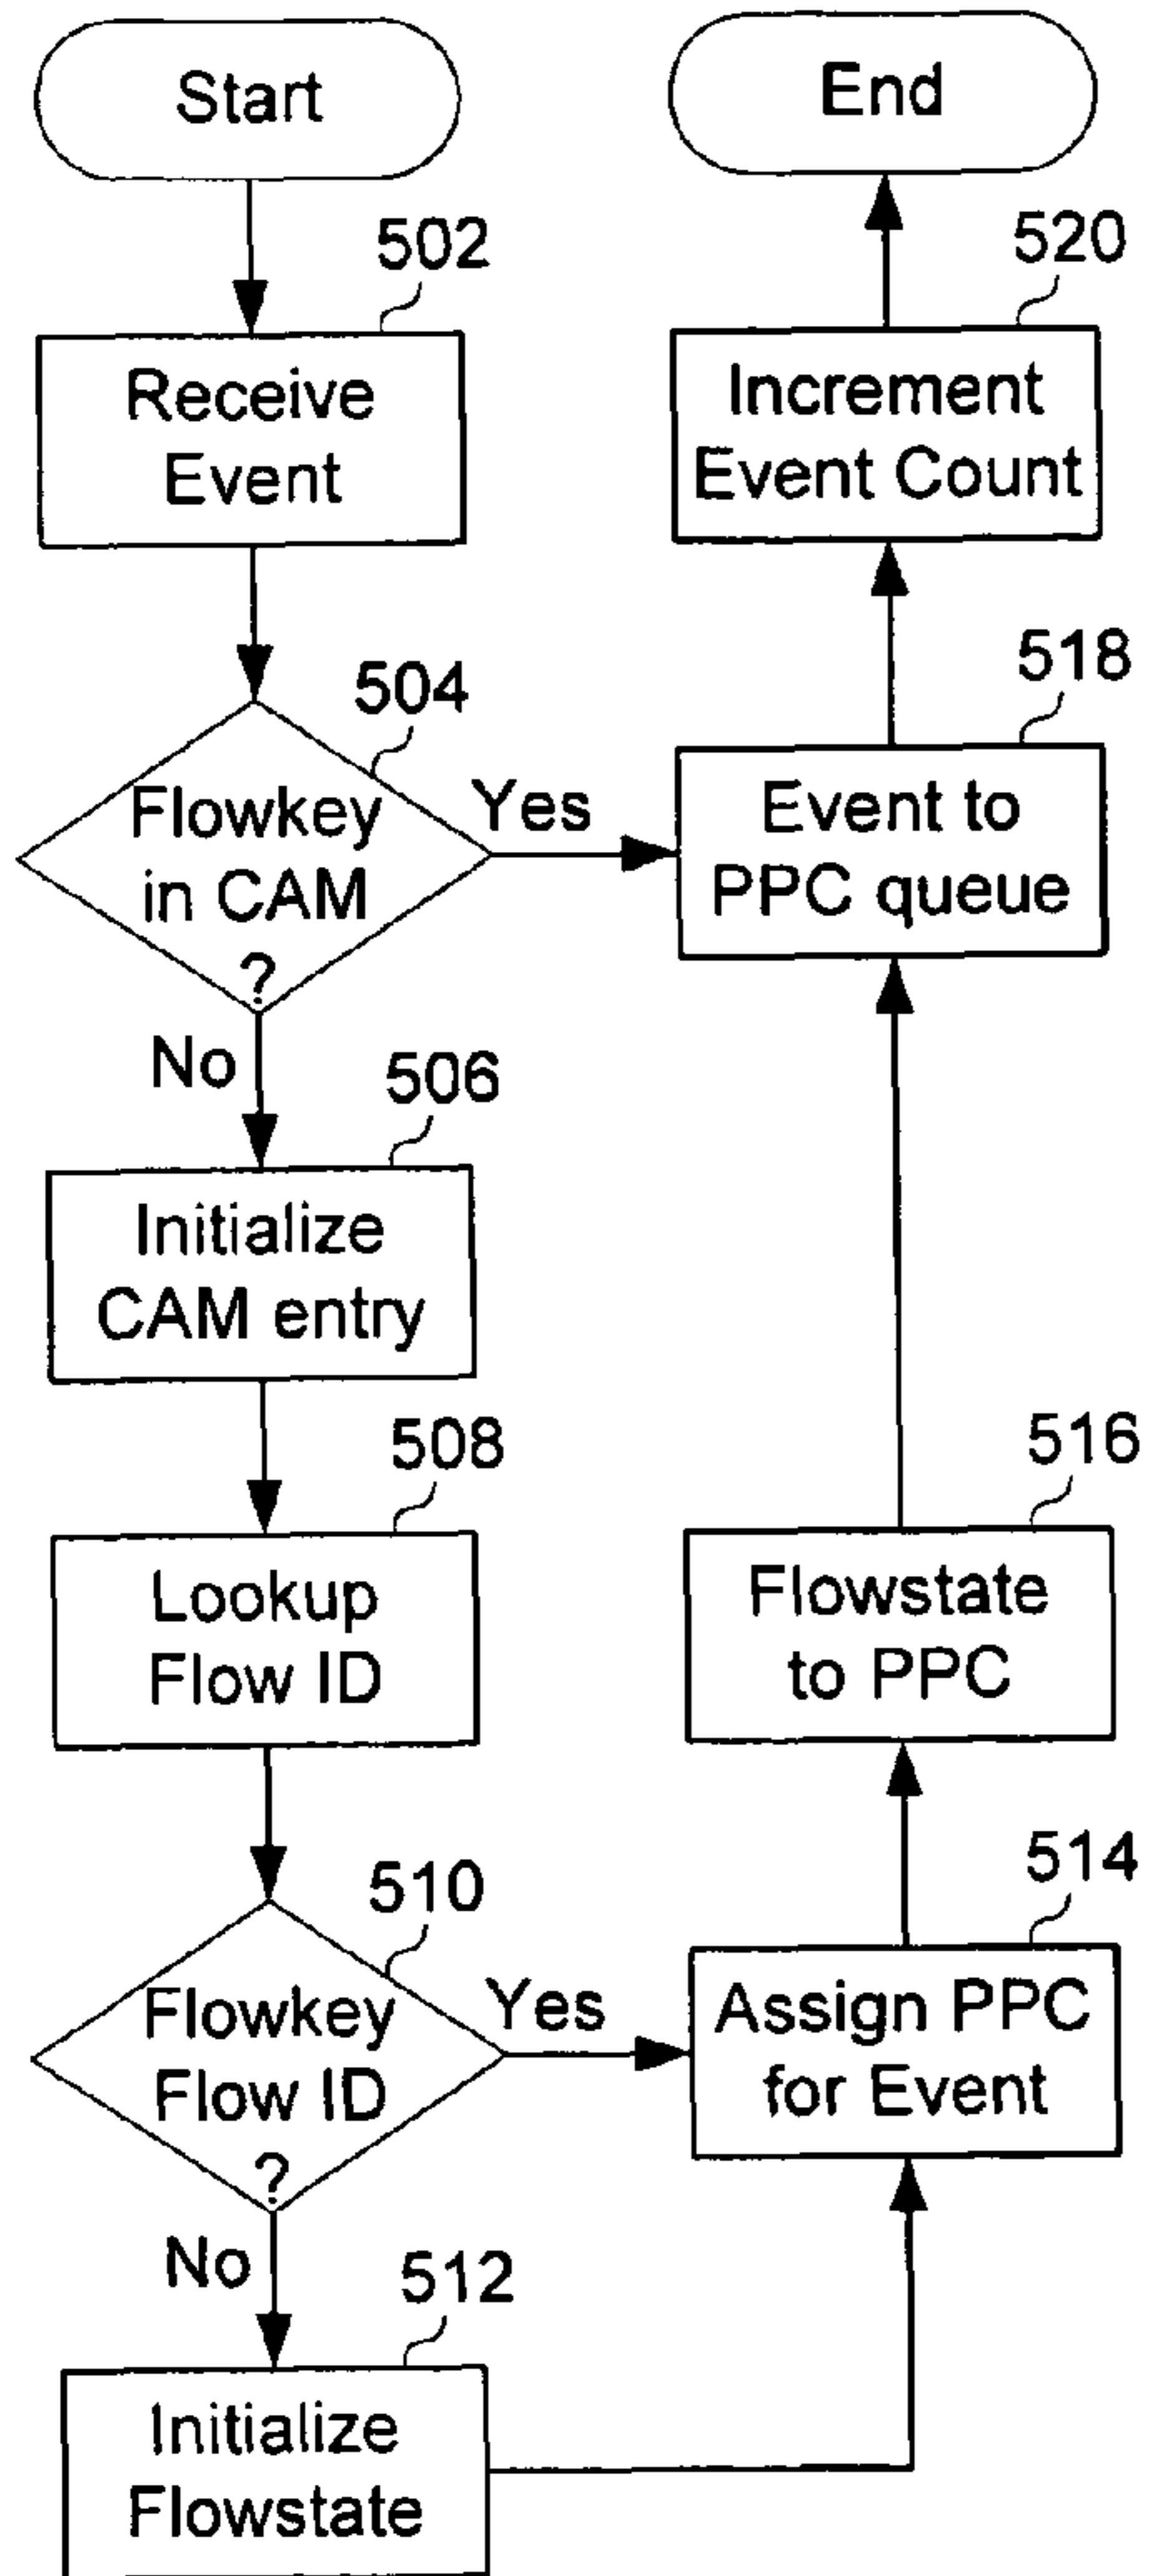 Start
502
Receive
Event
504
Flowkey
in CAM
?
Yes
No
506
Initialize
CAM entry
508
Lookup
Flow ID
510
Flowkey
Flow ID
?
Yes
No
512
Initialize
Flowstate
514
Assign PPC
for Event
516
Flowstate
to PPC
518
Event to
PPC queue
520
Increment
Event Count
End